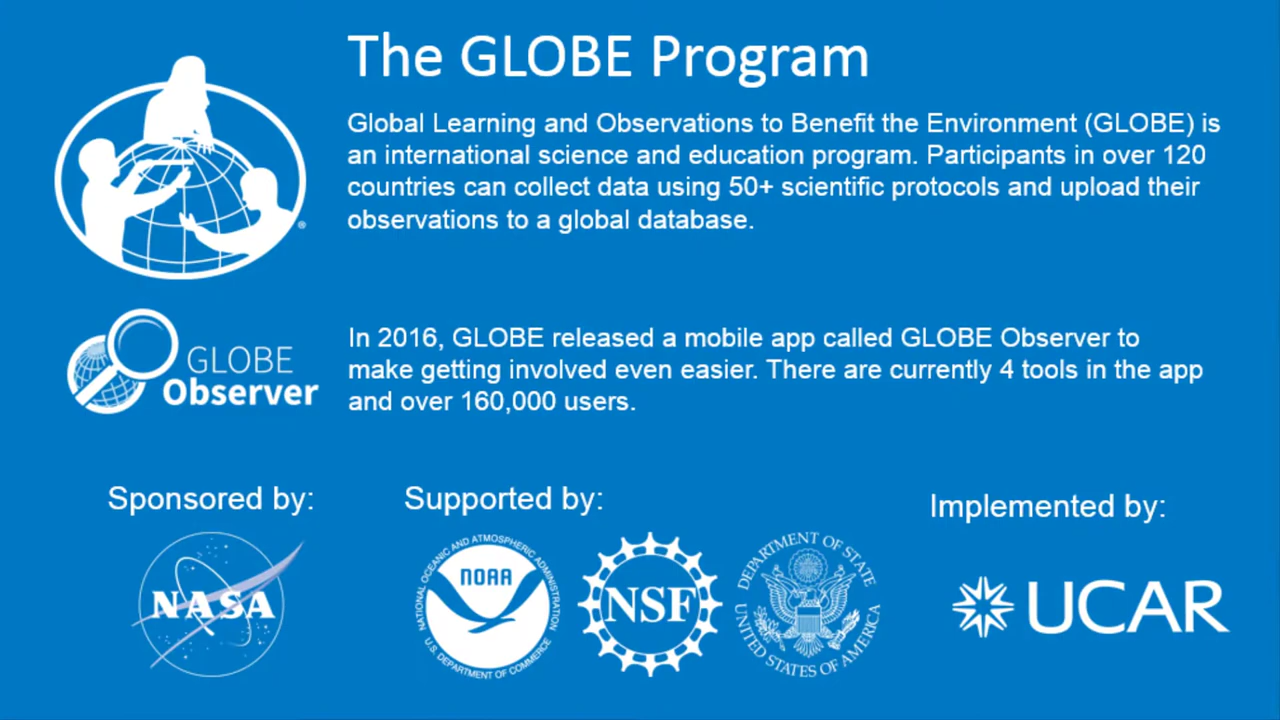 The GLOBE Program
Global Learning and Observations to Benefit the Environment (GLOBE) is
an international science and education program. Participants in over 120
countries can collect data using 50+ scientific protocols and upload their
observations to a global database.
®
GLOBE
Observer
In 2016, GLOBE released a mobile app called GLOBE Observer to
make getting involved even easier. There are currently 4 tools in the app
and over 160,000 users.
Sponsored by:
NASA
Supported by:
NATIONAL OCEANIC AND ATMOSPHERIC ADMINISTRATION
NOAA
U.S. DEPARTMENT OF COMMERCE
NSF
DEPARTMENT OF STATE
UNITED STATES OF AMERICA
Implemented by:
UCAR